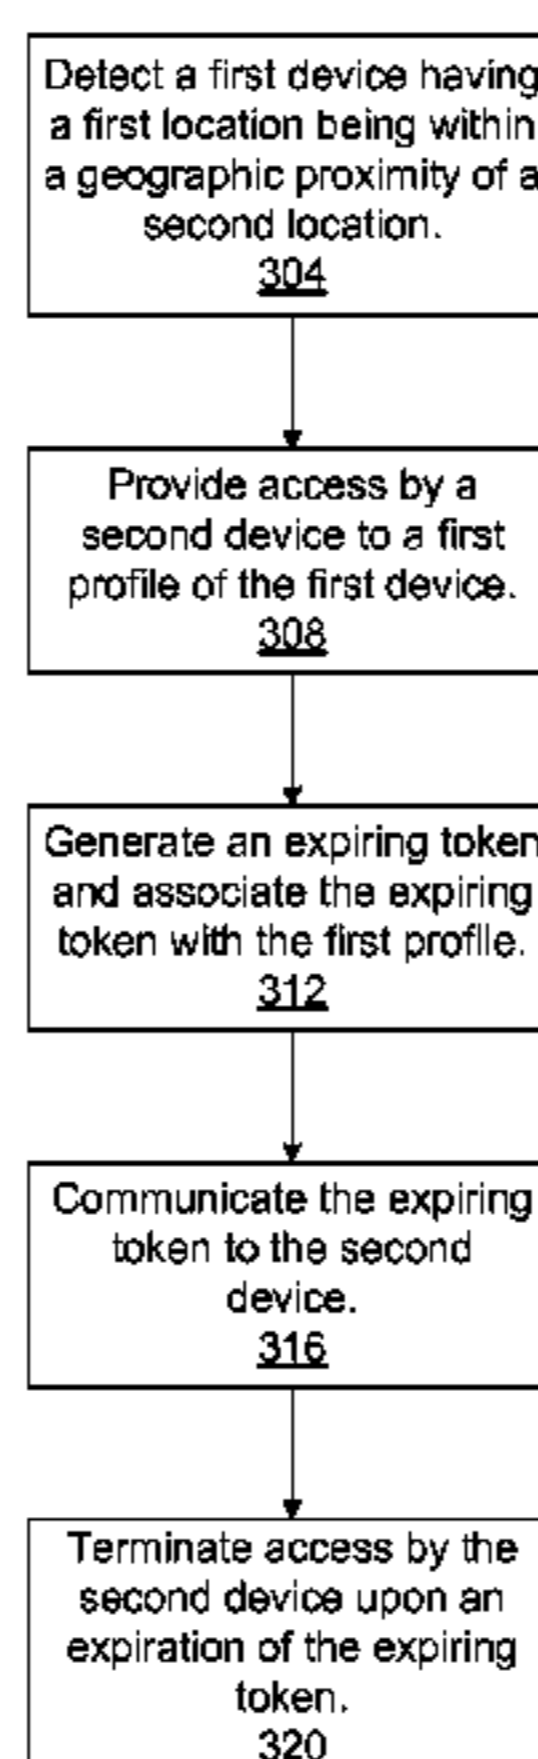 Detect a first device having
a first location being within
a geographic proximity of a
second location.
304
Provide access by a
second device to a first
profile of the first device.
308
Generate an expiring token
and associate the expiring
token with the first profile.
312
Communicate the expiring
token to the second
device.
316
Terminate access by the
second device upon an
expiration of the expiring
token.
320